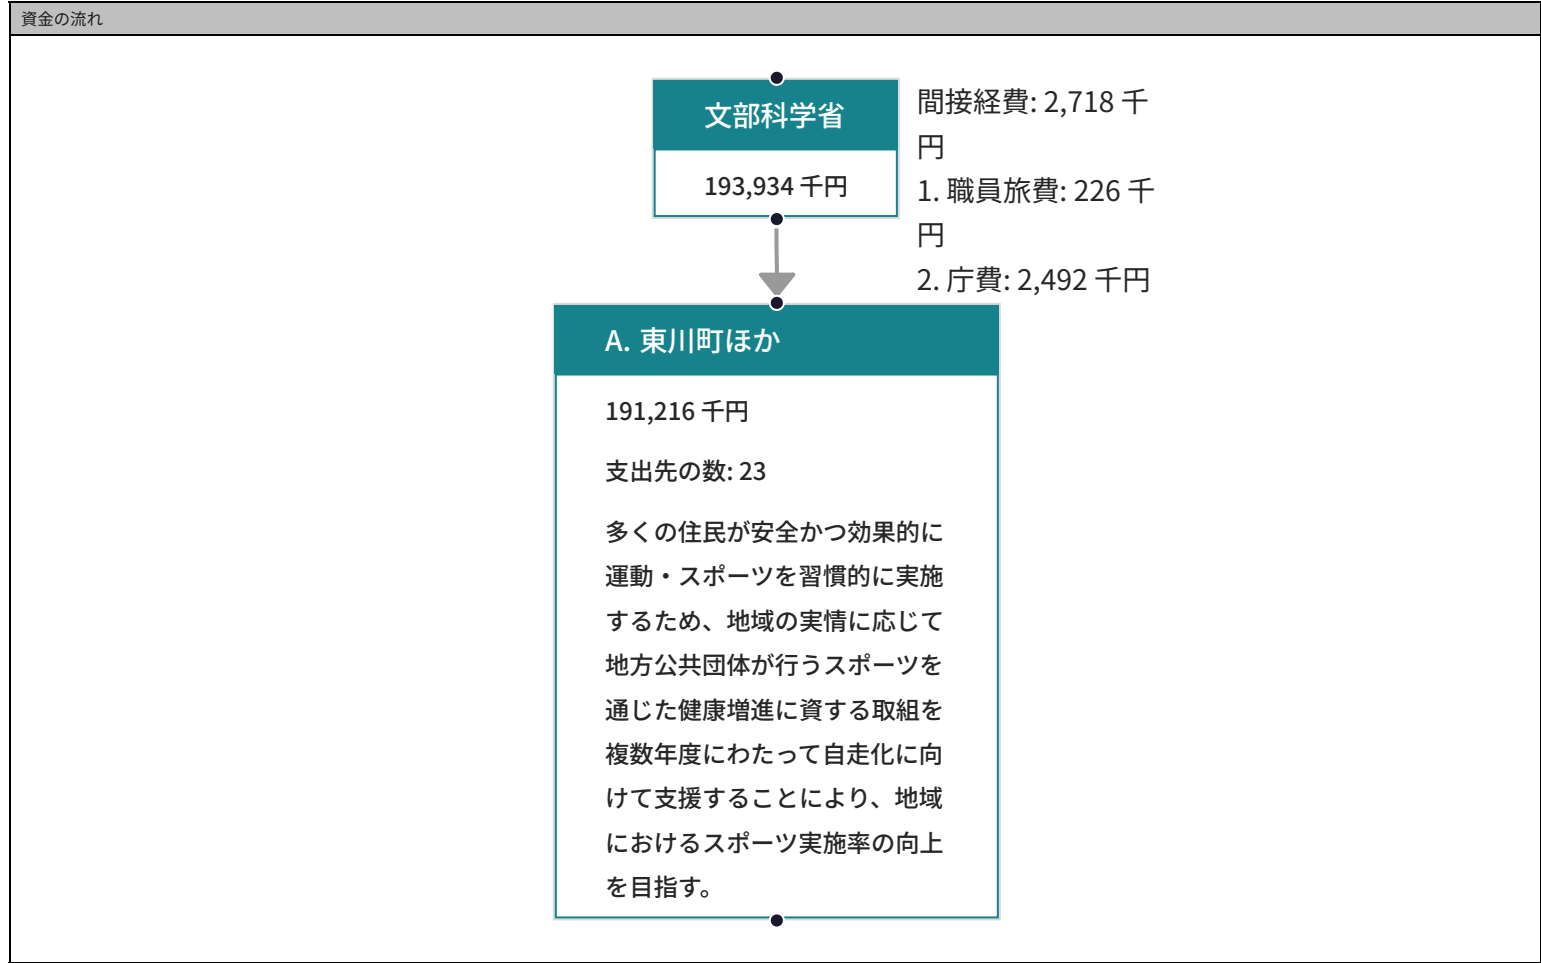 資金の流れ
文部科学省
193,934 千円
間接経費: 2,718 千
円
1. 職員旅費: 226 千
円
2. 庁費: 2,492 千円
A. 東川町ほか
191,216 千円
支出先の数: 23
多くの住民が安全かつ効果的に
運動・スポーツを習慣的に実施
するため、地域の実情に応じて
地方公共団体が行うスポーツを
通じた健康増進に資する取組を
複数年度にわたって自走化に向
けて支援することにより、地域
におけるスポーツ実施率の向上
を目指す。